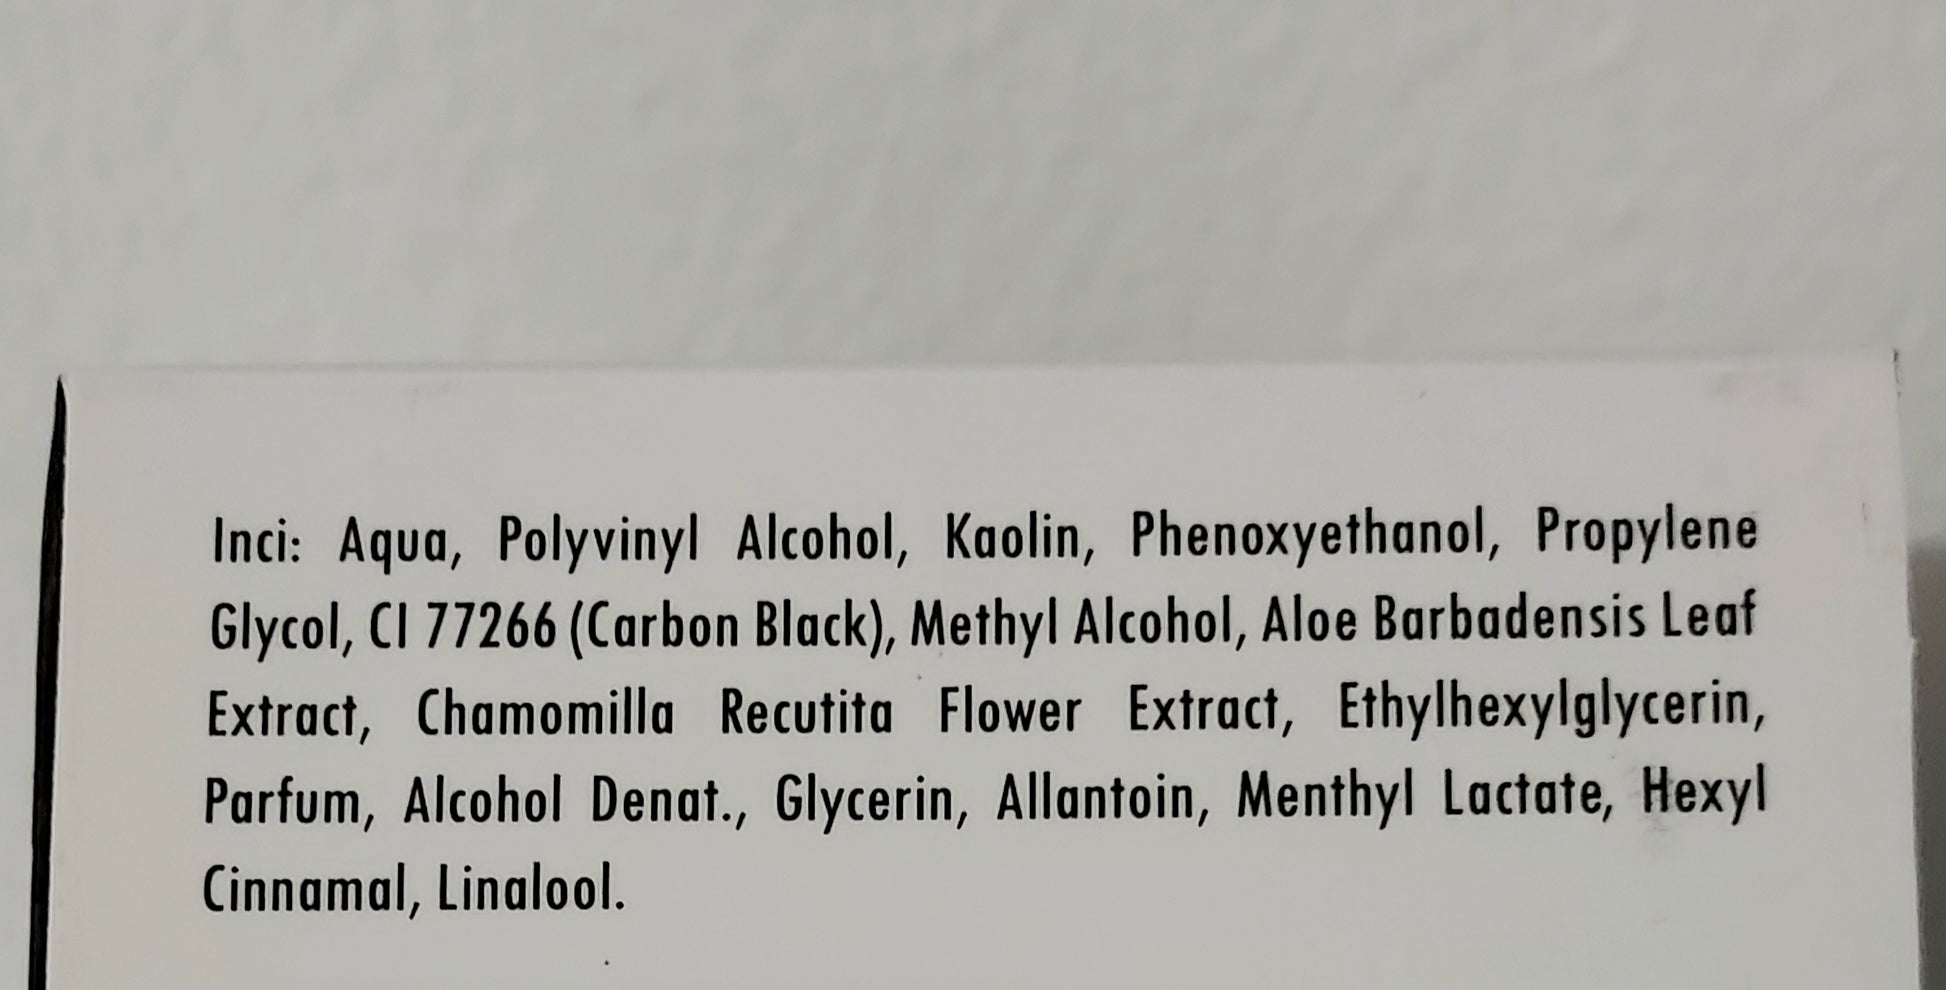 Inci: Aqua, Polyvinyl Alcohol, Kaolin, Phenoxyethanol, Propylene
Glycol, CI 77266 (Carbon Black), Methyl Alcohol, Aloe Barbadensis Leaf
Extract, Chamomilla Recutita Flower Extract, Ethylhexylglycerin,
Parfum, Alcohol Denat., Glycerin, Allantoin, Menthyl Lactate, Hexyl
Cinnamal, Linalool.